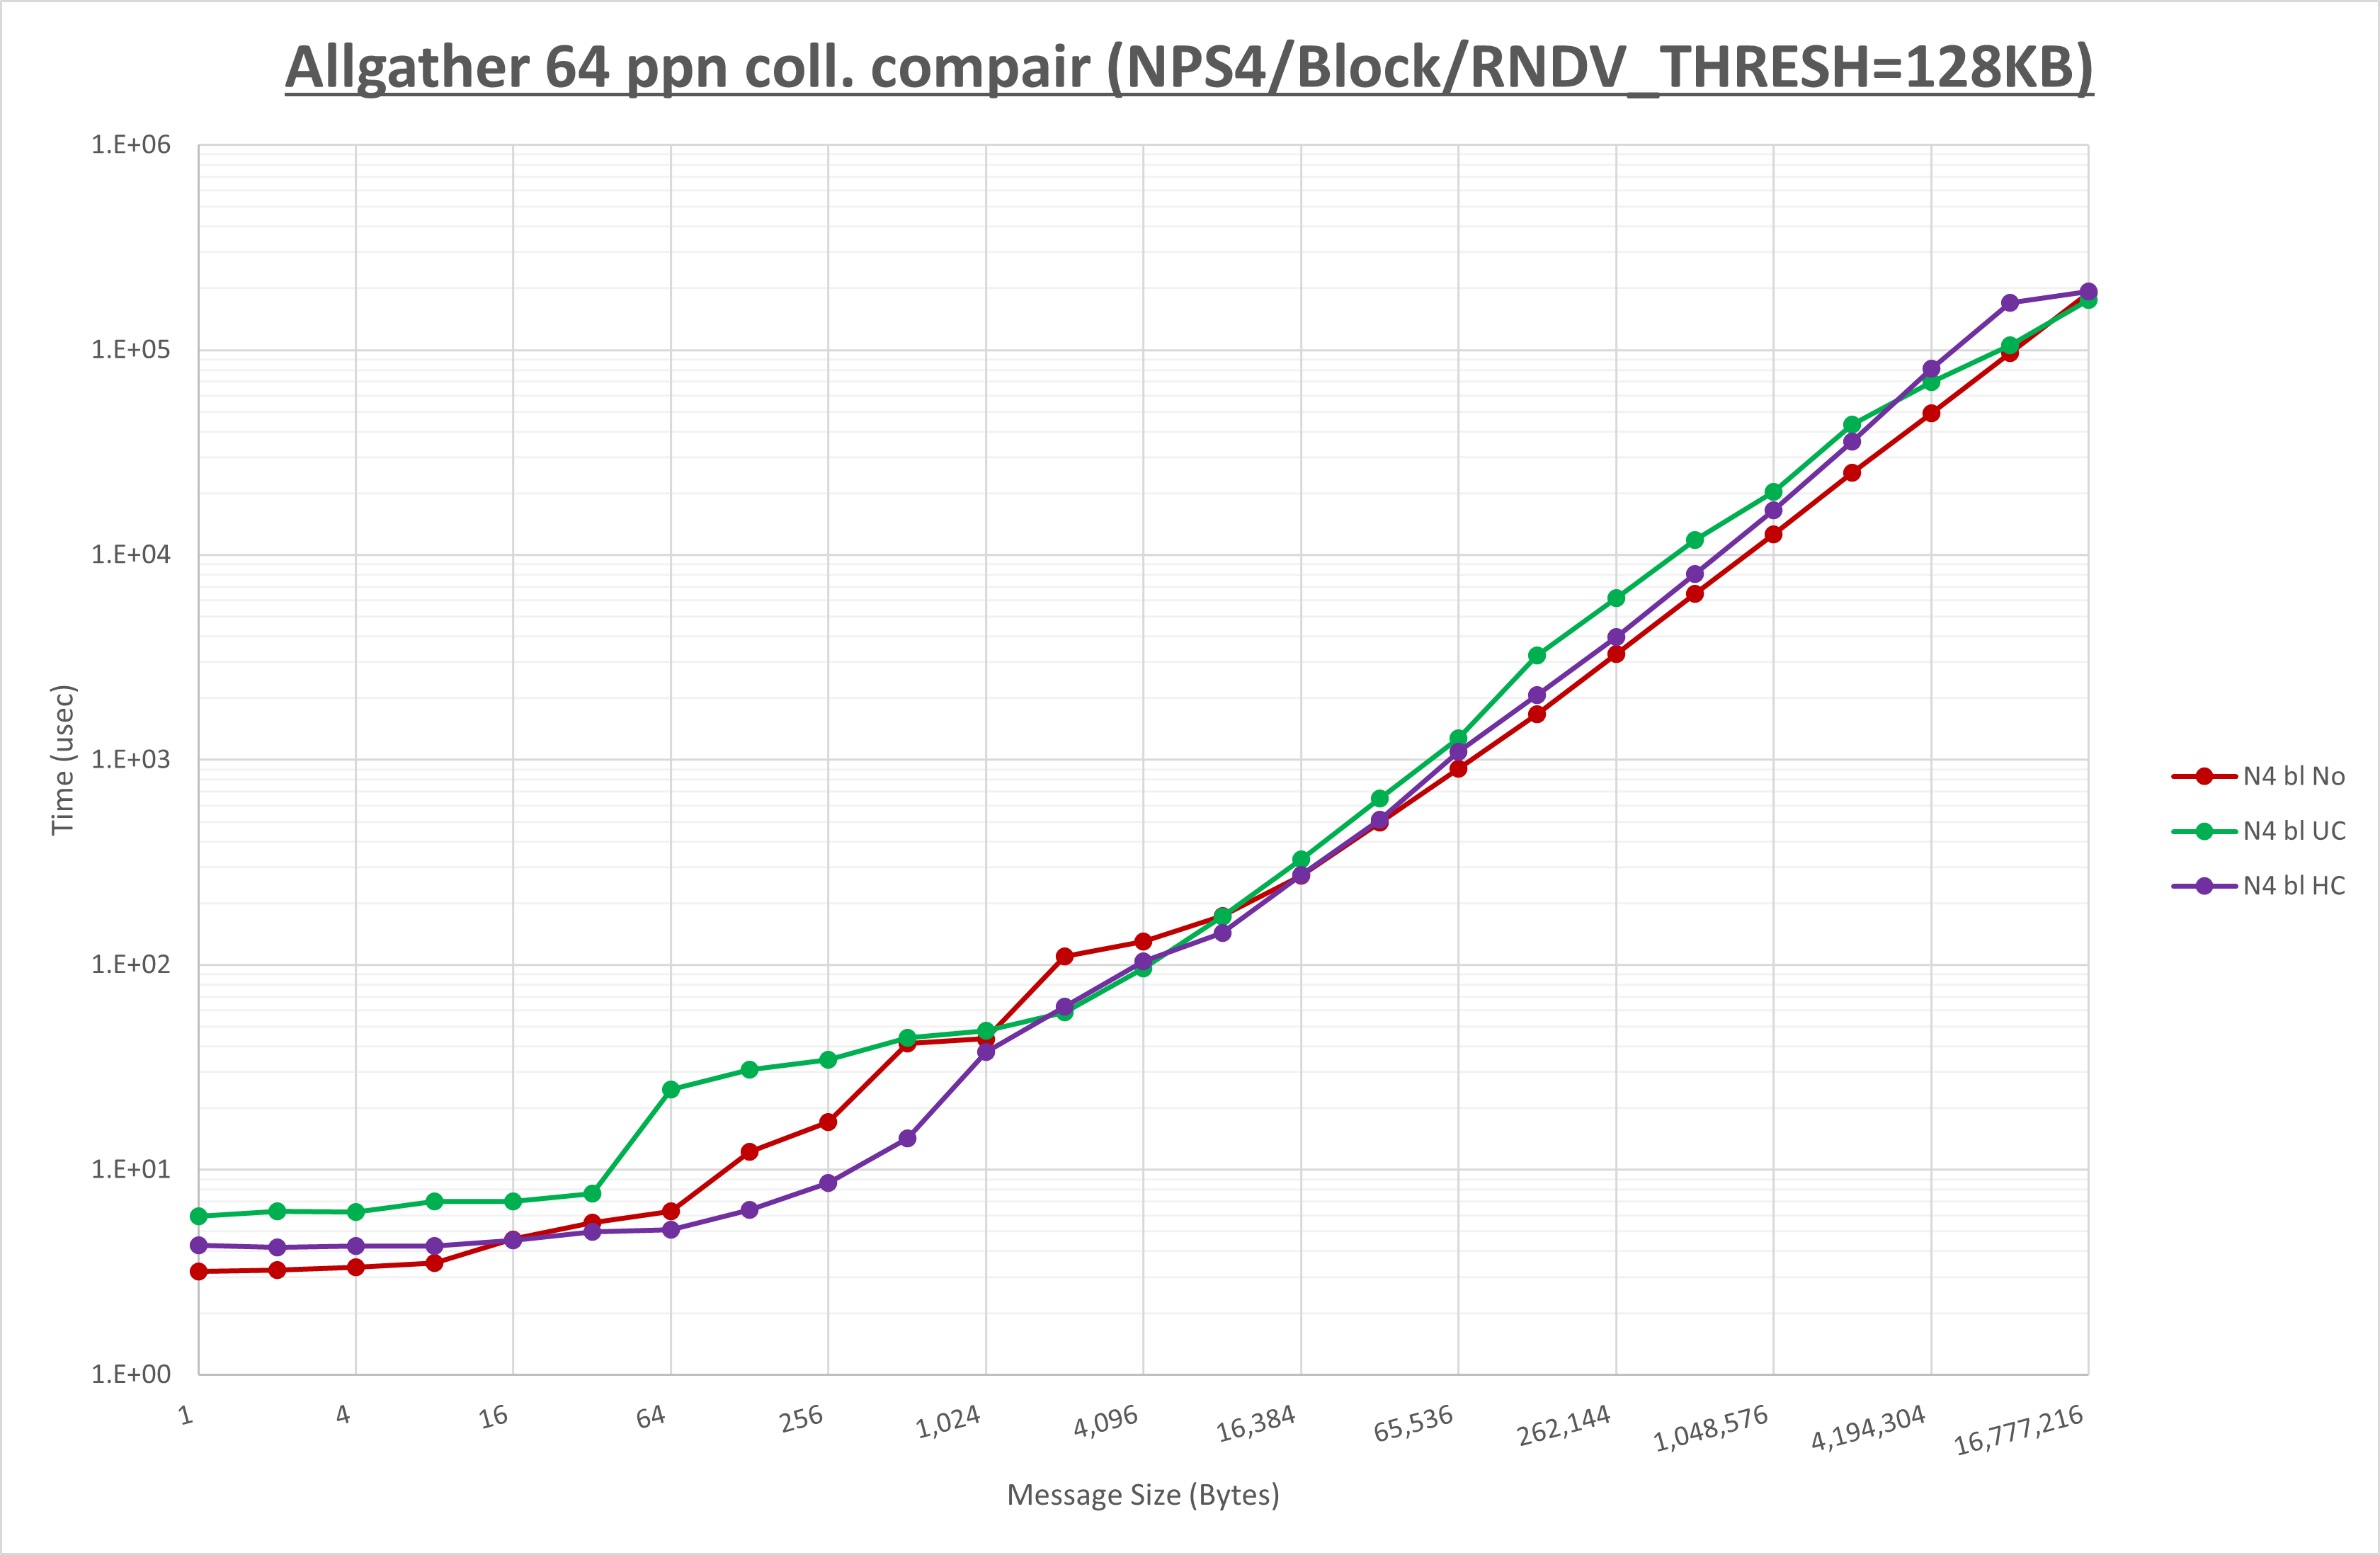 Allgather 64 ppn coll. compair (NPS4/Block/RNDV_THRESH=128KB)
1.E+06
1.E+05
1.E+04
1.E+03
1.E+02
1.E+01
1.E+00
Time (usec)
N4 bl No
N4 bl UC
N4 bl HC
1 4 16 64 256 1,024 4,096 16,384 65,536 262,144 1,048,576 4,194,304 16,777,216
Message Size (Bytes)